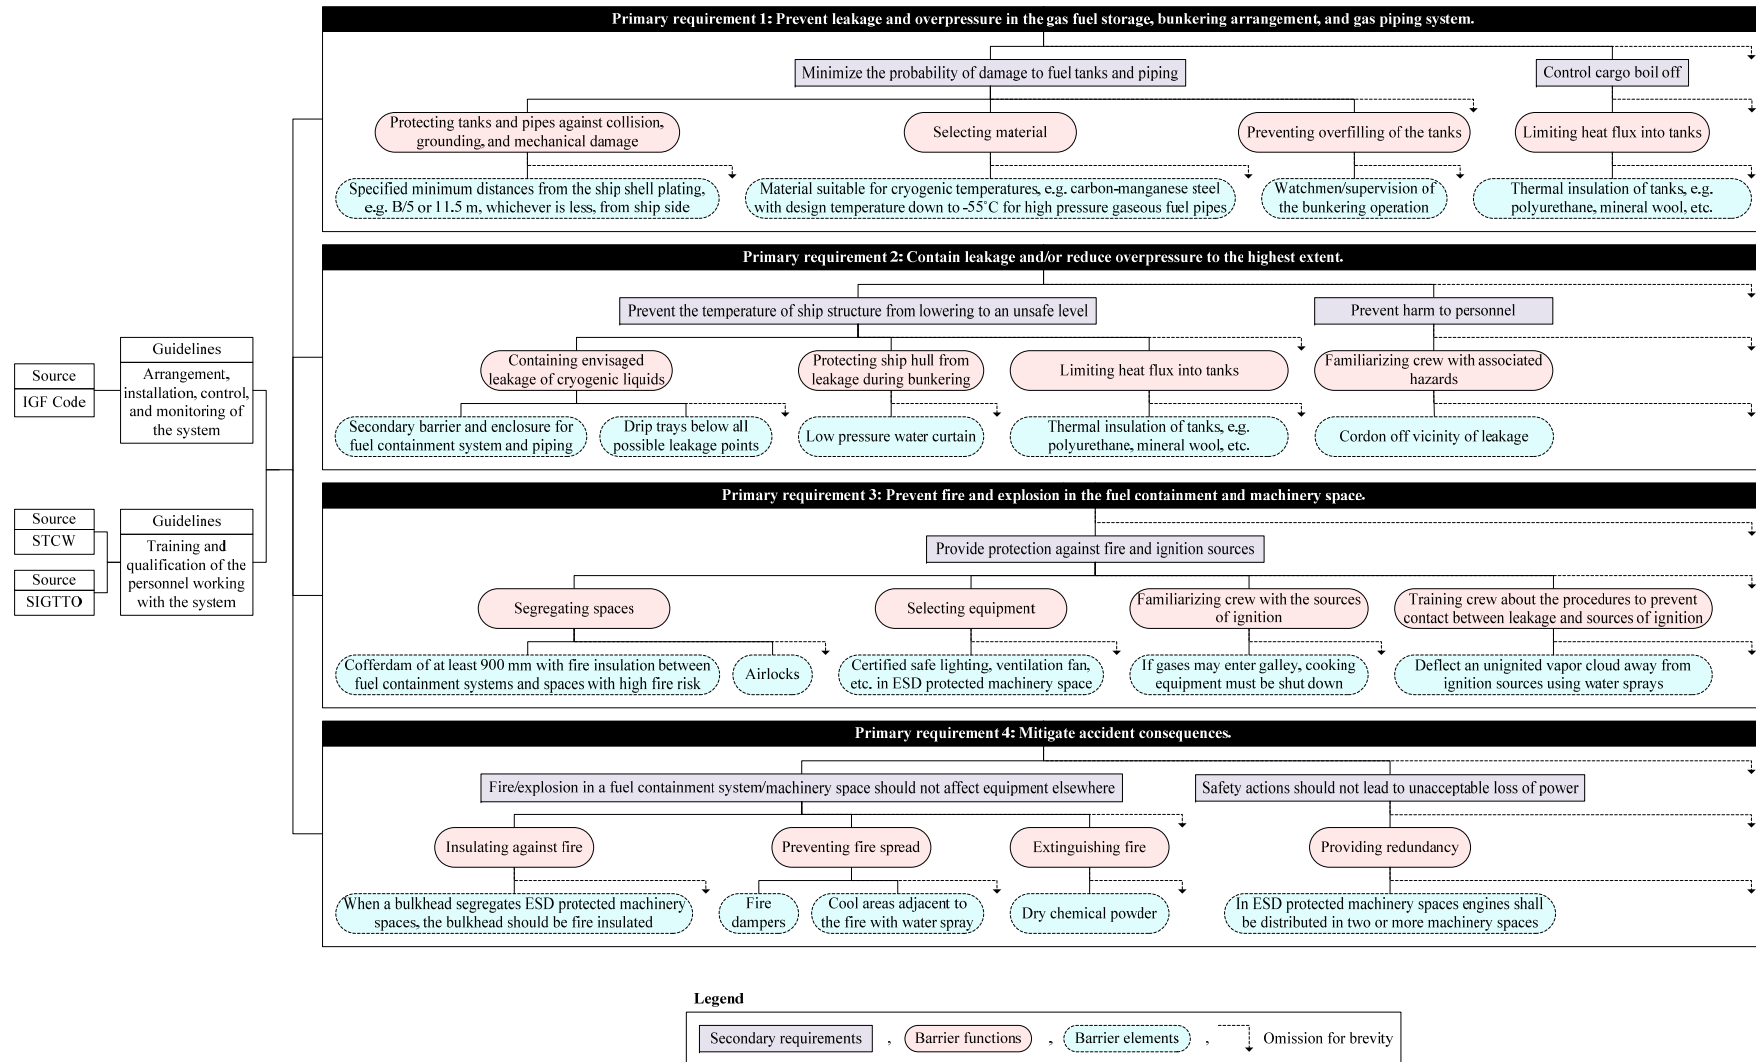 Primary requirement 1: Prevent leakage and overpressure in the gas fuel storage, bunkering arrangement, and gas piping system.
Minimize the probability of damage to fuel tanks and piping
Control cargo boil off
Protecting tanks and pipes against collision,
grounding, and mechanical damage
Selecting material
Preventing overfilling of the tanks
Limiting heat flux into tanks
Specified minimum distances from the ship shell plating,
e.g. B/5 or 11.5 m, whichever is less, from ship side
Material suitable for cryogenic temperatures, e.g. carbon-manganese steel
with design temperature down to -55°C for high pressure gaseous fuel pipes
Watchmen/supervision of
the bunkering operation
Thermal insulation of tanks, e.g.
polyurethane, mineral wool, etc.
Primary requirement 2: Contain leakage and/or reduce overpressure to the highest extent.
Prevent the temperature of ship structure from lowering to an unsafe level
Prevent harm to personnel
Containing envisaged
leakage of cryogenic liquids
Protecting ship hull from
leakage during bunkering
Limiting heat flux into tanks
Familiarizing crew with associated
hazards
Secondary barrier and enclosure for
fuel containment system and piping
Drip trays below all
possible leakage points
Low pressure water curtain
Thermal insulation of tanks, e.g.
polyurethane, mineral wool, etc.
Cordon off vicinity of leakage
Source
IGF Code
Guidelines
Arrangement,
installation, control,
and monitoring of
the system
Source
STCW
Source
SIGTTO
Guidelines
Training and
qualification of the
personnel working
with the system
Primary requirement 3: Prevent fire and explosion in the fuel containment and machinery space.
Provide protection against fire and ignition sources
Segregating spaces
Selecting equipment
Familiarizing crew with the sources
of ignition
Training crew about the procedures to prevent
contact between leakage and sources of ignition
Cofferdam of at least 900 mm with fire insulation between
fuel containment systems and spaces with high fire risk
Airlocks
Certified safe lighting, ventilation fan,
etc. in ESD protected machinery space
If gases may enter galley, cooking
equipment must be shut down
Deflect an unignited vapor cloud away from
ignition sources using water sprays
Primary requirement 4: Mitigate accident consequences.
Fire/explosion in a fuel containment system/machinery space should not affect equipment elsewhere
Safety actions should not lead to unacceptable loss of power
Insulating against fire
Preventing fire spread
Extinguishing fire
Providing redundancy
When a bulkhead segregates ESD protected machinery
spaces, the bulkhead should be fire insulated
Fire
dampers
Cool areas adjacent to
the fire with water spray
Dry chemical powder
In ESD protected machinery spaces engines shall
be distributed in two or more machinery spaces
Legend
Secondary requirements , Barrier functions , Barrier elements , Omission for brevity